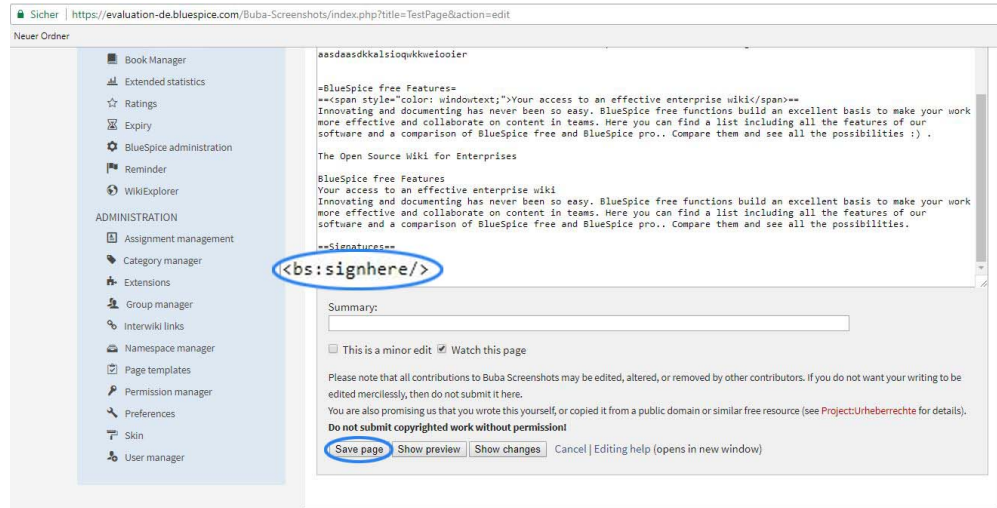 Sicher | https://evaluation-de.bluespice.com/Buba-Screenshots/index.php?title=TestPage&action=edit
Neuer Ordner
Book Manager
Extended statistics
Ratings
Expiry
BlueSpice administration
Reminder
WikiExplorer
ADMINISTRATION
Assignment management
Category manager
Extensions
Group manager
Interwiki links
Namespace manager
Page templates
Permission manager
Preferences
Skin
User manager
aasdaasdkkalsioqwkkweiooier
=BlueSpice free Features=
==<span style="color: windowtext;">Your access to an effective enterprise wiki</span>==
Innovating and documenting has never been so easy. BlueSpice free functions build an excellent basis to make your work
more effective and collaborate on content in teams. Here you can find a list including all the features of our
software and a comparison of BlueSpice free and BlueSpice pro.. Compare them and see all the possibilities :) .
The Open Source Wiki for Enterprises
BlueSpice free Features
Your access to an effective enterprise wiki
Innovating and documenting has never been so easy. BlueSpice free functions build an excellent basis to make your work
more effective and collaborate on content in teams. Here you can find a list including all the features of our
software and a comparison of BlueSpice free and BlueSpice pro.. Compare them and see all the possibilities.
==Signatures==
<bs:signhere/>
Summary:
This is a minor edit Watch this page
Please note that all contributions to Buba Screenshots may be edited, altered, or removed by other contributors. If you do not want your writing to be
edited mercilessly, then do not submit it here.
You are also promising us that you wrote this yourself, or copied it from a public domain or similar free resource (see Project:Urheberrechte for details).
Do not submit copyrighted work without permission!
Save page Show preview Show changes Cancel | Editing help (opens in new window)